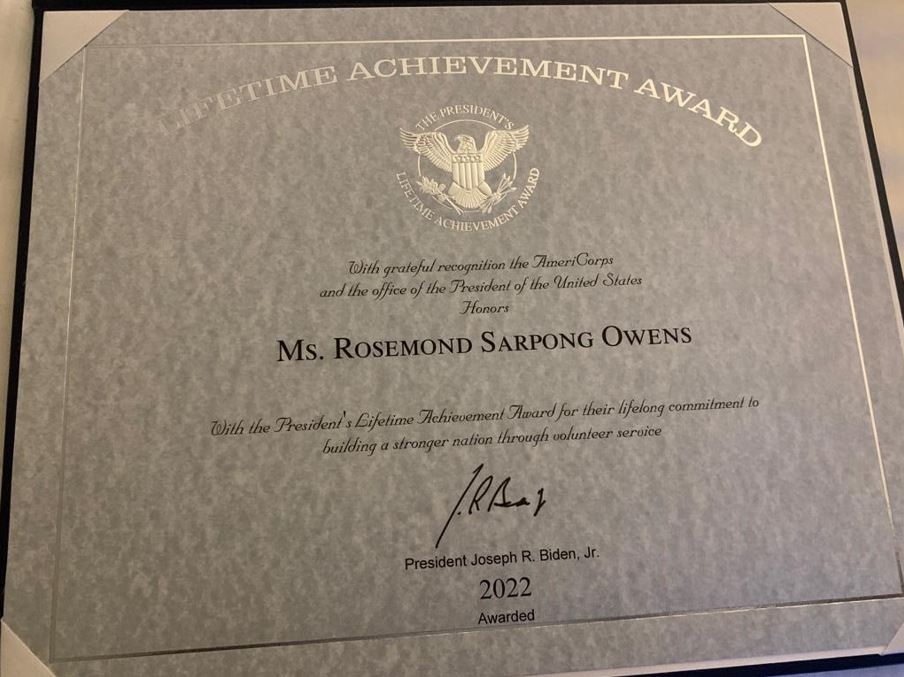 LIFETIME ACHIEVEMENT AWARD
THE PRESIDENT'S
LIFETIME ACHIEVEMENT AWARD
With grateful recognition the AmeriCorps
and the office of the President of the United States
Honors
Ms. Rosemond Sarpong Owens
With the President's Lifetime Achievement Award for their lifelong commitment to
building a stronger nation through volunteer service
President Joseph R. Biden, Jr.
2022
Awarded